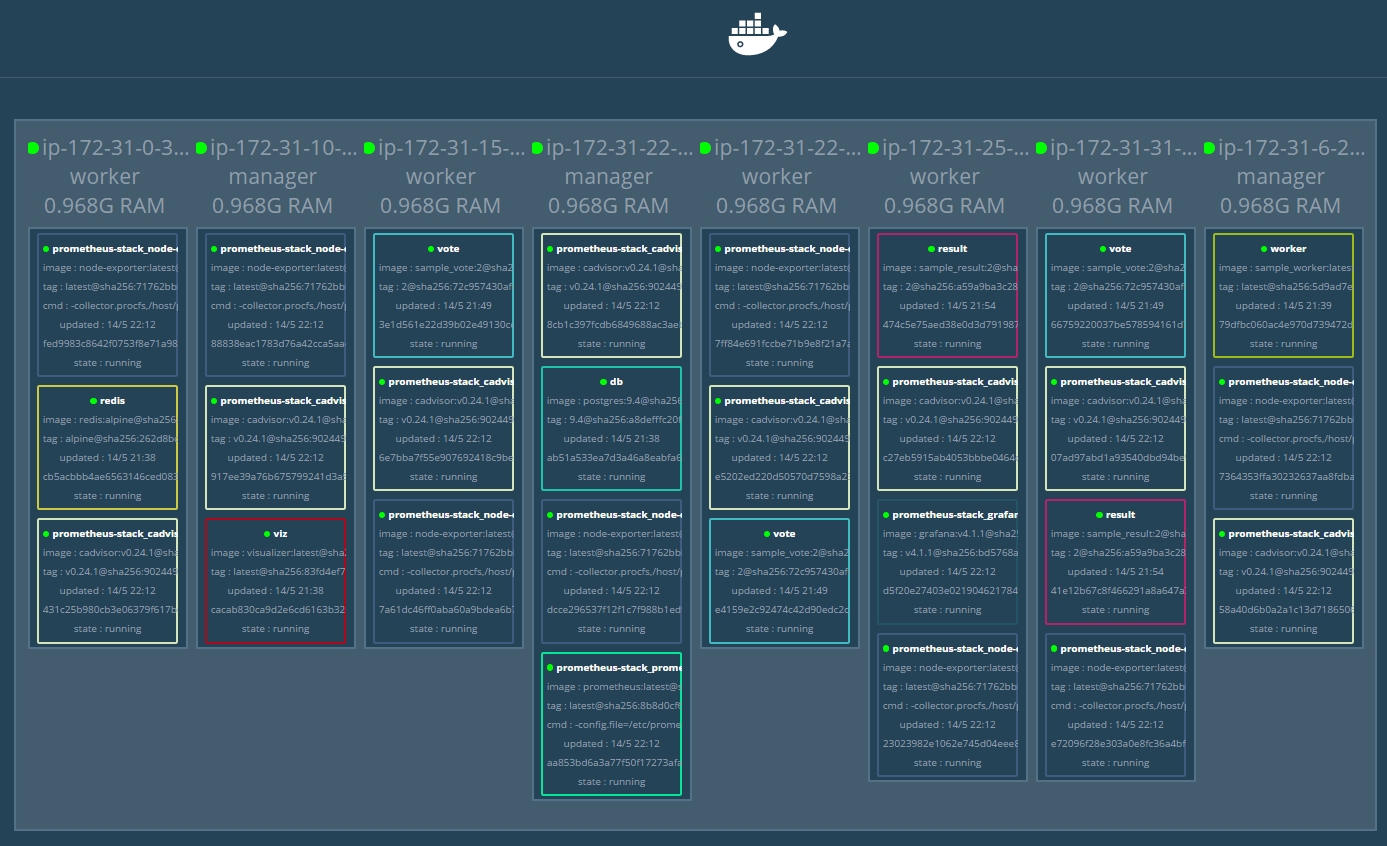 ip-172-31-0-3...
worker
0.968G RAM
prometheus-stack_node-e
image : node-exporter:latest@
tag : latest@sha256:71762bb
cmd : -collector.procfs,/host/p
updated : 14/5 22:12
fed9983c8642f0753f8e71a98
state : running
redis
image : redis:alpine@sha256
tag : alpine@sha256:262d8b
updated : 14/5 21:38
cb5acbbb4ae6563146ced083
state : running
prometheus-stack_cadvis
image : cadvisor:v0.24.1@sha
tag : v0.24.1@sha256:902449
updated : 14/5 22:12
431c25b980cb3e06379f617b
state : running
ip-172-31-10-...
manager
0.968G RAM
prometheus-stack_node-e
image : node-exporter:latest@
tag : latest@sha256:71762bb
cmd : -collector.procfs,/host/p
updated : 14/5 22:12
88838eac1783d76a42cca5aa
state : running
prometheus-stack_cadvis
image : cadvisor:v0.24.1@sha
tag : v0.24.1@sha256:902449
updated : 14/5 22:12
917ee39a76b675799241d3a
state : running
viz
image : visualizer:latest@sha2
tag : latest@sha256:83fd4ef7
updated : 14/5 21:38
cacab830ca9d2e6cd6163b32
state : running
ip-172-31-15-...
worker
0.968G RAM
vote
image : sample_vote:2@sha2
tag : 2@sha256:72c957430af
updated : 14/5 21:49
3e1d561e22d39b02e49130c
state : running
prometheus-stack_cadvis
image : cadvisor:v0.24.1@sha
tag : v0.24.1@sha256:902449
updated : 14/5 22:12
6e7bba7f55e907692418c9be
state : running
prometheus-stack_node-e
image : node-exporter:latest@
tag : latest@sha256:71762bb
cmd : -collector.procfs,/host/p
updated : 14/5 22:12
7a61dc46ff0aba60a9bdea6b
state : running
ip-172-31-22-...
manager
0.968G RAM
prometheus-stack_cadvis
image : cadvisor:v0.24.1@sha
tag : v0.24.1@sha256:902449
updated : 14/5 22:12
8cb1c397fcdb6849688ac3ae
state : running
db
image : postgres:9.4@sha256
tag : 9.4@sha256:a8defffc20f
updated : 14/5 21:38
ab51a533ea7d3a46a8eabfa6
state : running
prometheus-stack_node-e
image : node-exporter:latest@
tag : latest@sha256:71762bb
cmd : -collector.procfs,/host/p
updated : 14/5 22:12
dcce296537f12f1c7f988b1ed
state : running
prometheus-stack_prome
image : prometheus:latest@s
tag : latest@sha256:8b8d0cf6
cmd : -config.file=/etc/prome
updated : 14/5 22:12
aa853bd6a3a77f50f17273afa
state : running
ip-172-31-22-...
worker
0.968G RAM
prometheus-stack_node-e
image : node-exporter:latest@
tag : latest@sha256:71762bb
cmd : -collector.procfs,/host/p
updated : 14/5 22:12
7ff84e691fccbe71b9e8f21a7a
state : running
prometheus-stack_cadvis
image : cadvisor:v0.24.1@sha
tag : v0.24.1@sha256:902449
updated : 14/5 22:12
e5202ed220d50570d7598a2
state : running
vote
image : sample_vote:2@sha2
tag : 2@sha256:72c957430af
updated : 14/5 21:49
e4159e2c92474c42d90edc2c
state : running
ip-172-31-25-...
worker
0.968G RAM
result
image : sample_result:2@sha
tag : 2@sha256:a59a9ba3c28
updated : 14/5 21:54
474c5e75aed38e0d3d791987
state : running
prometheus-stack_cadvis
image : cadvisor:v0.24.1@sha
tag : v0.24.1@sha256:902449
updated : 14/5 22:12
c27eb5915ab4053bbbe0464
state : running
prometheus-stack_grafan
image : grafana:v4.1.1@sha25
tag : v4.1.1@sha256:bd5768a
updated : 14/5 22:12
d5f20e27403e021904621784
state : running
prometheus-stack_node-e
image : node-exporter:latest@
tag : latest@sha256:71762bb
cmd : -collector.procfs,/host/p
updated : 14/5 22:12
23023982e1062e745d04eee8
state : running
ip-172-31-31-...
worker
0.968G RAM
vote
image : sample_vote:2@sha2
tag : 2@sha256:72c957430af
updated : 14/5 21:49
66759220037be578594161d
state : running
prometheus-stack_cadvis
image : cadvisor:v0.24.1@sha
tag : v0.24.1@sha256:902449
updated : 14/5 22:12
07ad97abd1a93540dbd94be
state : running
result
image : sample_result:2@sha
tag : 2@sha256:a59a9ba3c28
updated : 14/5 21:54
41e12b67c8f466291a8a647a
state : running
prometheus-stack_node-e
image : node-exporter:latest@
tag : latest@sha256:71762bb
cmd : -collector.procfs,/host/p
updated : 14/5 22:12
e72096f28e303a0e8fc36a4bf
state : running
ip-172-31-6-2...
manager
0.968G RAM
worker
image : sample_worker:lates
tag : latest@sha256:5d9ad7e
updated : 14/5 21:39
79dfbc060ac4e970d739472d
state : running
prometheus-stack_node-e
image : node-exporter:latest@
tag : latest@sha256:71762bb
cmd : -collector.procfs,/host/p
updated : 14/5 22:12
7364353ffa30232637aa8fdba
state : running
prometheus-stack_cadvis
image : cadvisor:v0.24.1@sha
tag : v0.24.1@sha256:902449
updated : 14/5 22:12
58a40d6b0a2a1c13d7186506
state : running